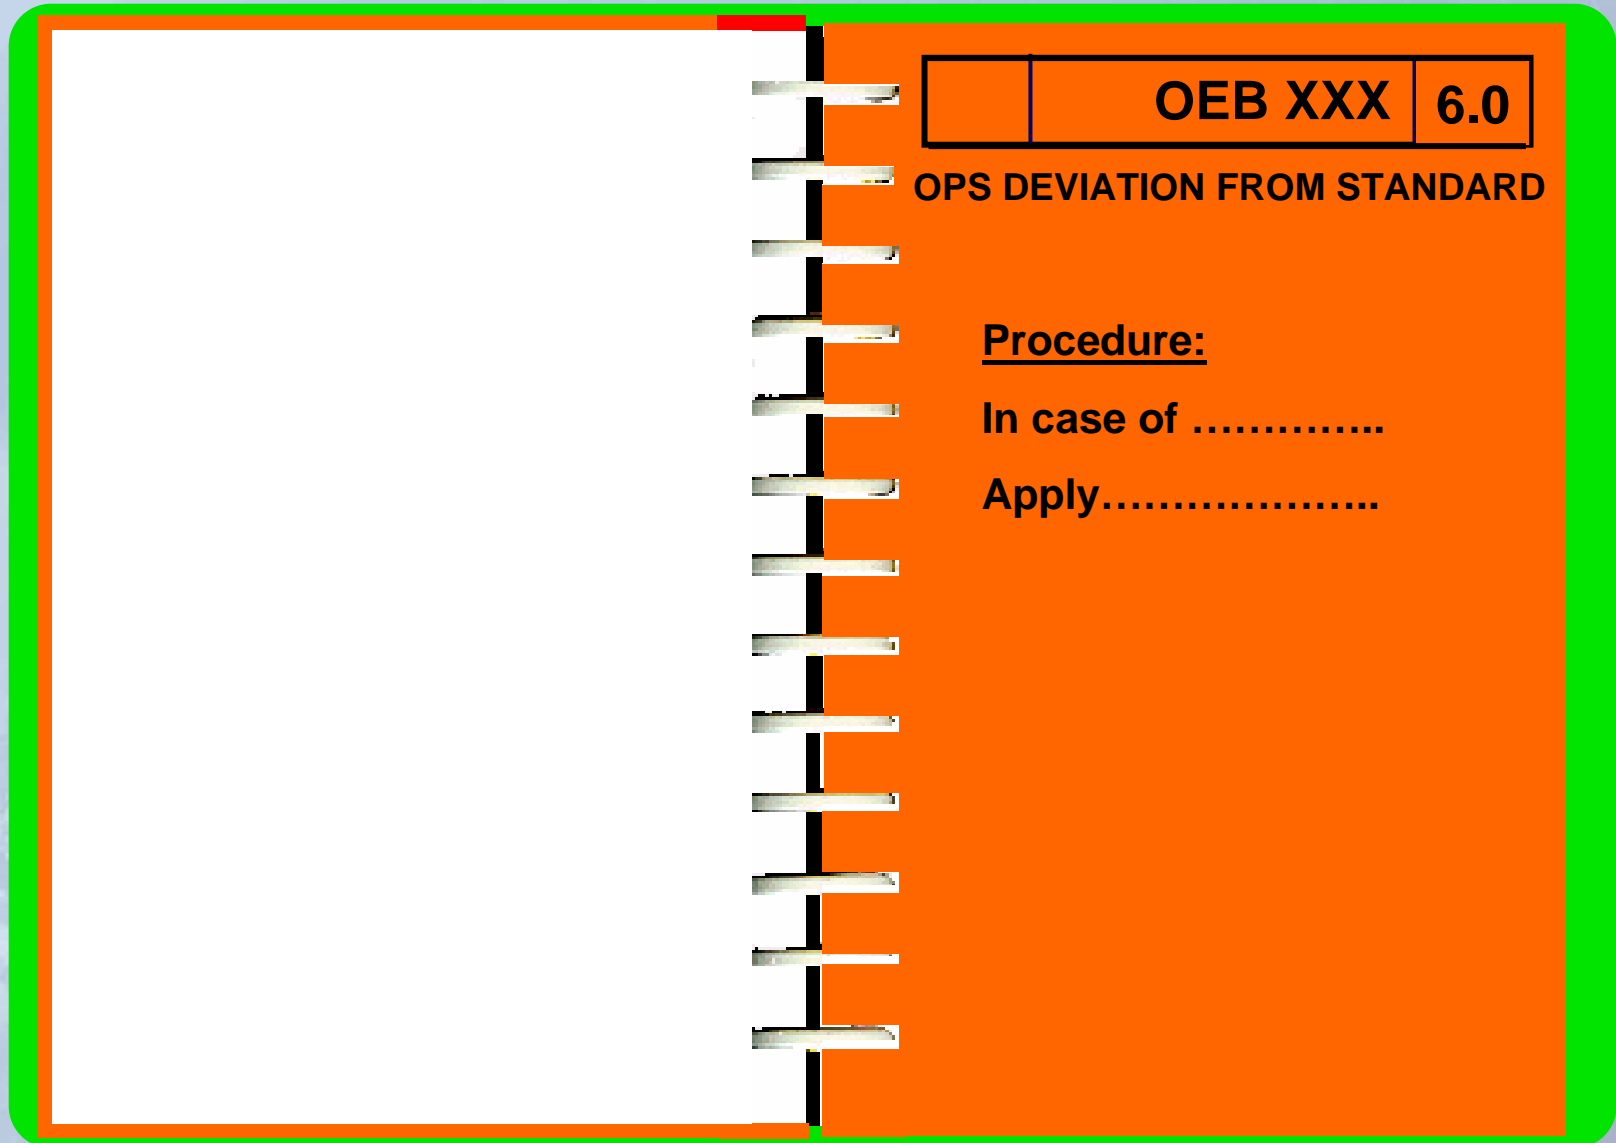 OEB XXX 6.0
OPS DEVIATION FROM STANDARD
Procedure:
In case of …………..
Apply………………..